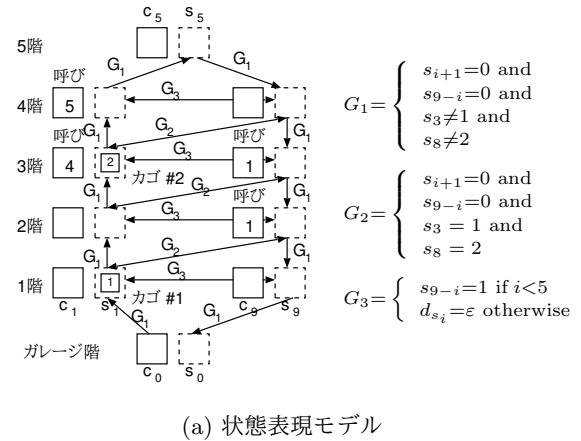 c5 s5
5階
G1 G1
呼び
4階 5 G3
G1 G2 G1
呼び 呼び
3階 4 2 G3 1
カゴ #2
呼び
G1 G2 G1
2階 G3 1
G1 G2 G1
1階 1 G3
c1 s1 カゴ #1 c9 s9
G1 G1
ガレージ階
c0 s0
G1= { s_{i+1}=0 and
s_{9−i}=0 and
s3≠1 and
s8≠2
G2= { s_{i+1}=0 and
s_{9−i}=0 and
s3 = 1 and
s8 = 2
G3= { s_{9−i}=1 if i<5
d_{s_i}=ε otherwise
(a) 状態表現モデル